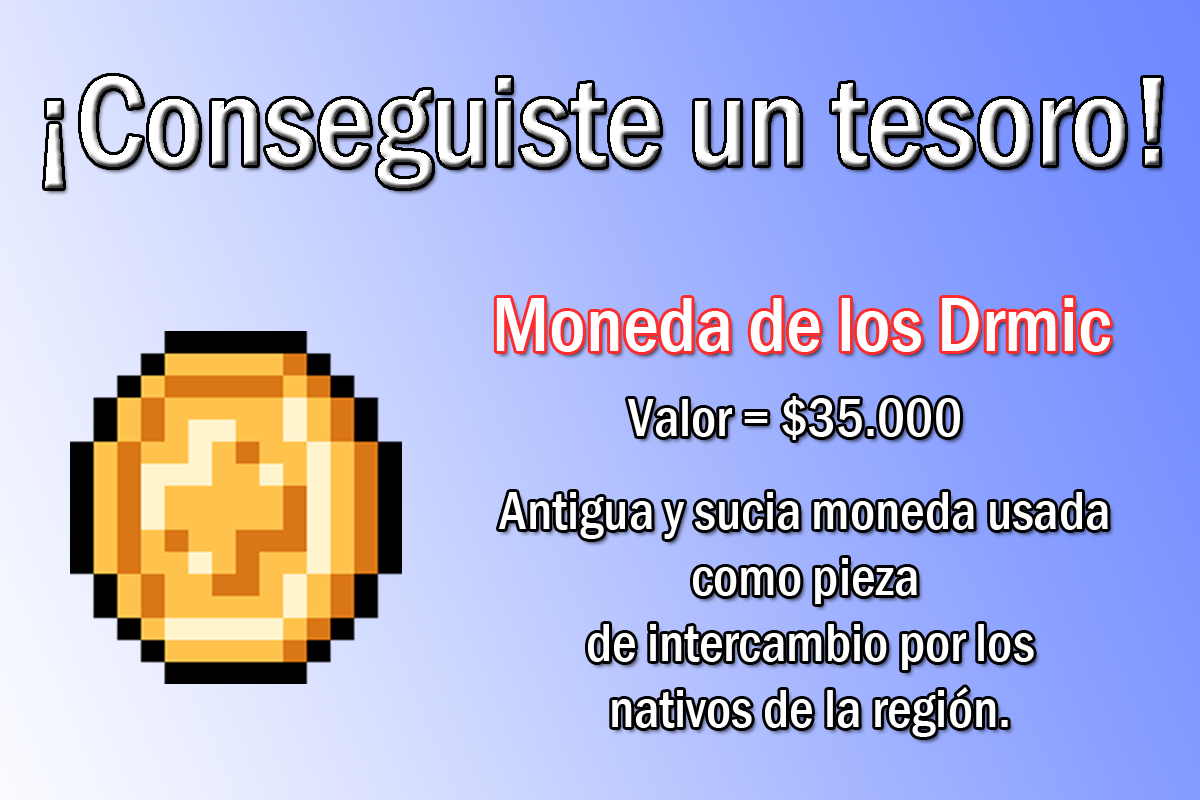 ¡Conseguiste un tesoro!
Moneda de los Drmic
Valor = $35.000
Antigua y sucia moneda usada
como pieza
de intercambio por los
nativos de la región.